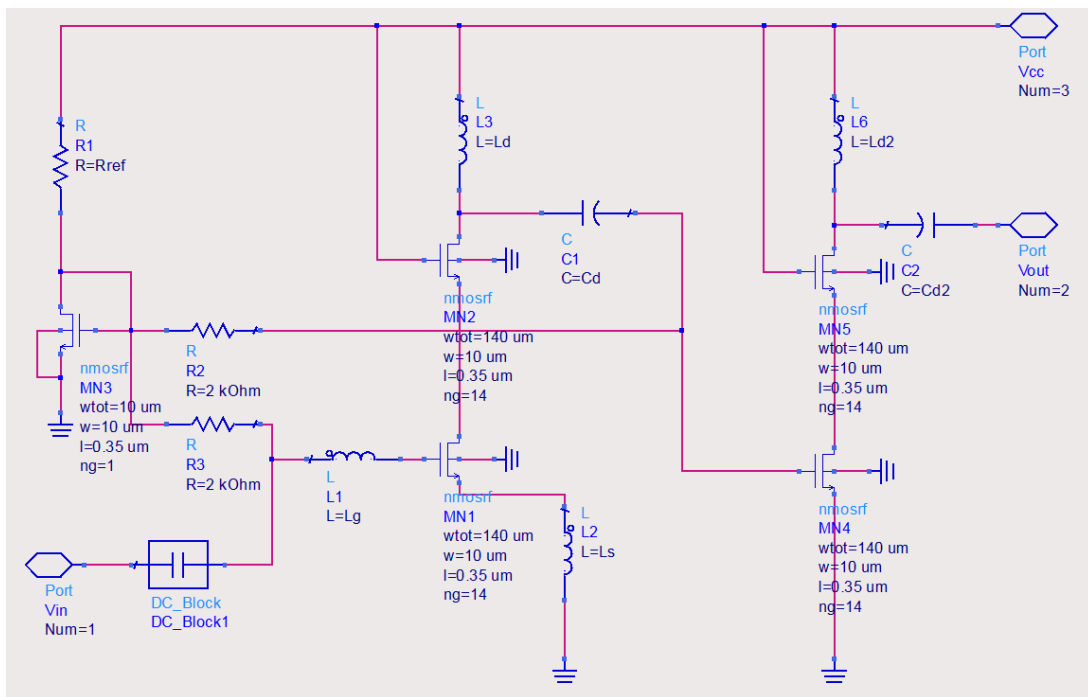 Port
Vcc
Num=3
L
L3
L=Ld
L
L6
L=Ld2
R
R1
R=Rref
C
C1
C=Cd
C
C2
C=Cd2
Port
Vout
Num=2
nmosrf
MN2
wtot=140 um
w=10 um
l=0.35 um
ng=14
nmosrf
MN5
wtot=140 um
w=10 um
l=0.35 um
ng=14
nmosrf
MN3
wtot=10 um
w=10 um
l=0.35 um
ng=1
R
R2
R=2 kOhm
R
R3
R=2 kOhm
L
L1
L=Lg
nmosrf
MN1
wtot=140 um
w=10 um
l=0.35 um
ng=14
L
L2
L=Ls
nmosrf
MN4
wtot=140 um
w=10 um
l=0.35 um
ng=14
Port
Vin
Num=1
DC_Block
DC_Block1